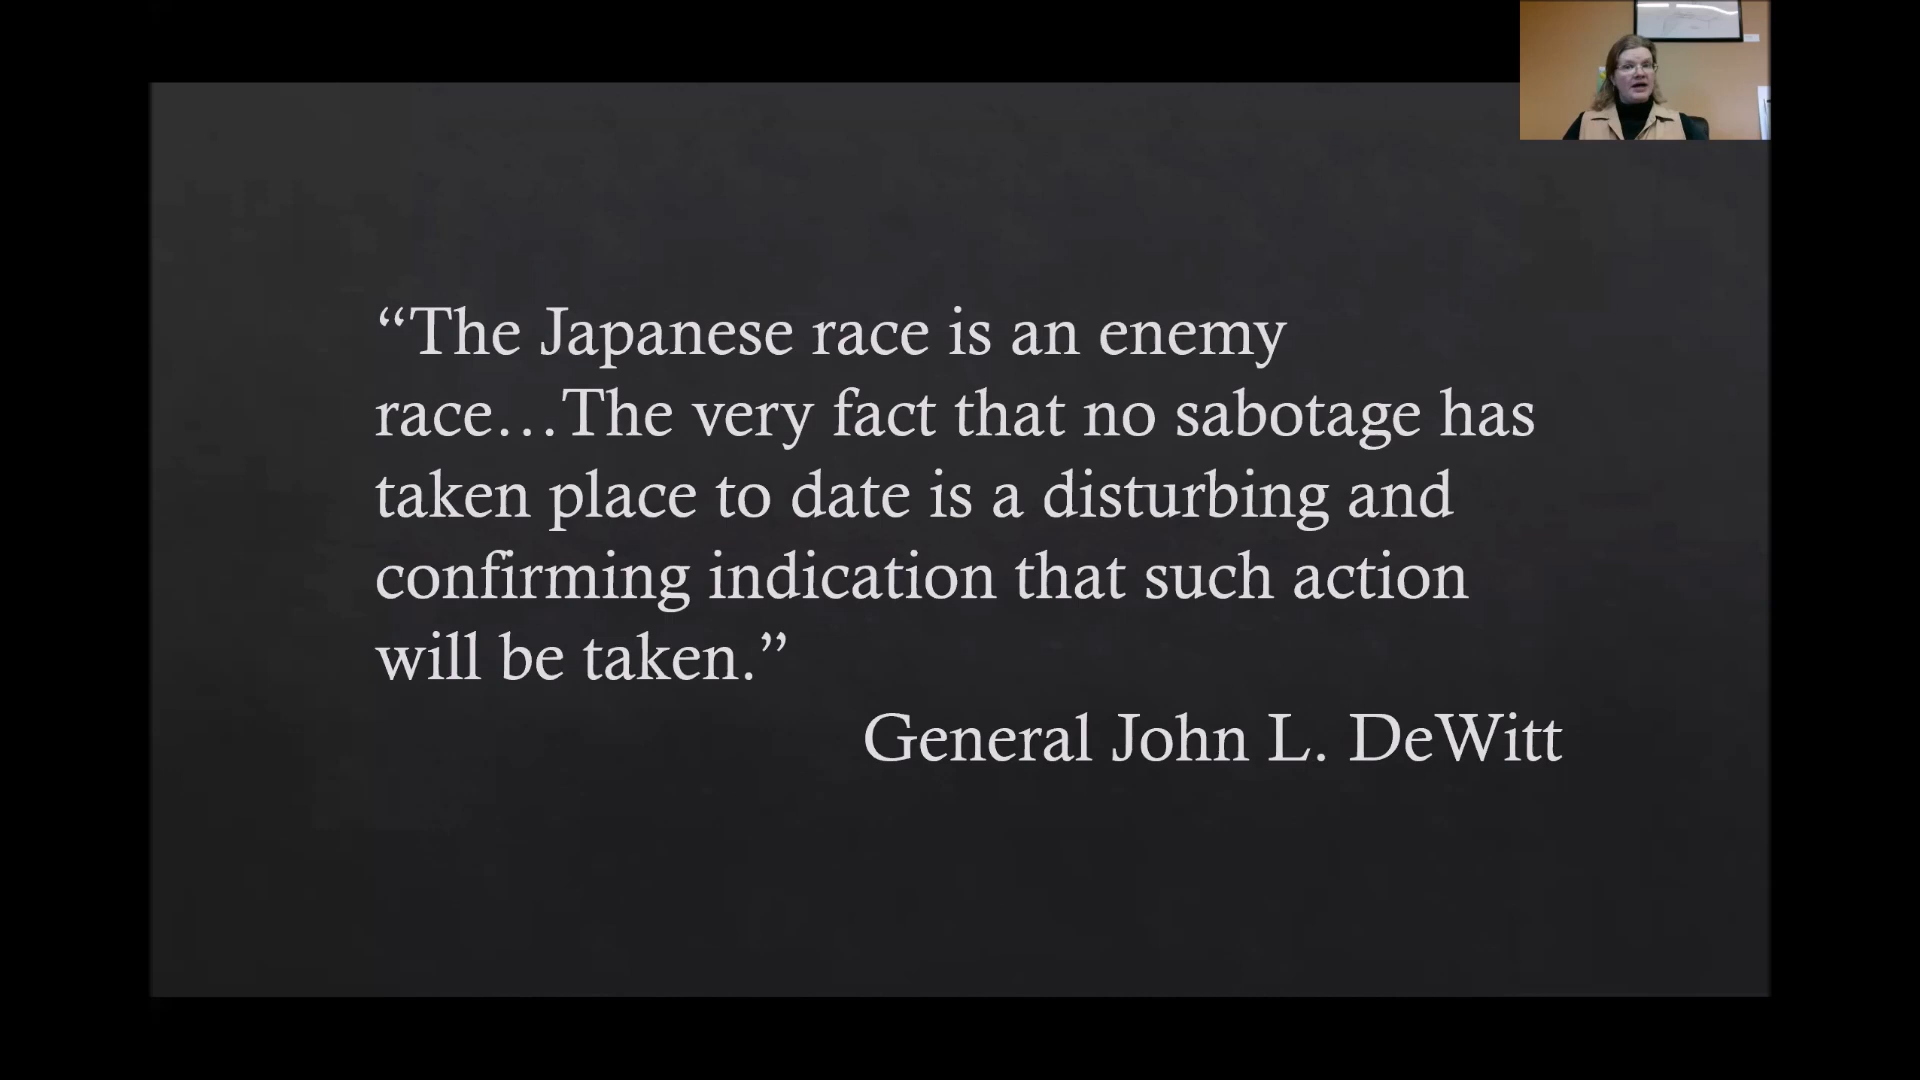 “The Japanese race is an enemy
race…The very fact that no sabotage has
taken place to date is a disturbing and
confirming indication that such action
will be taken.”
General John L. DeWitt